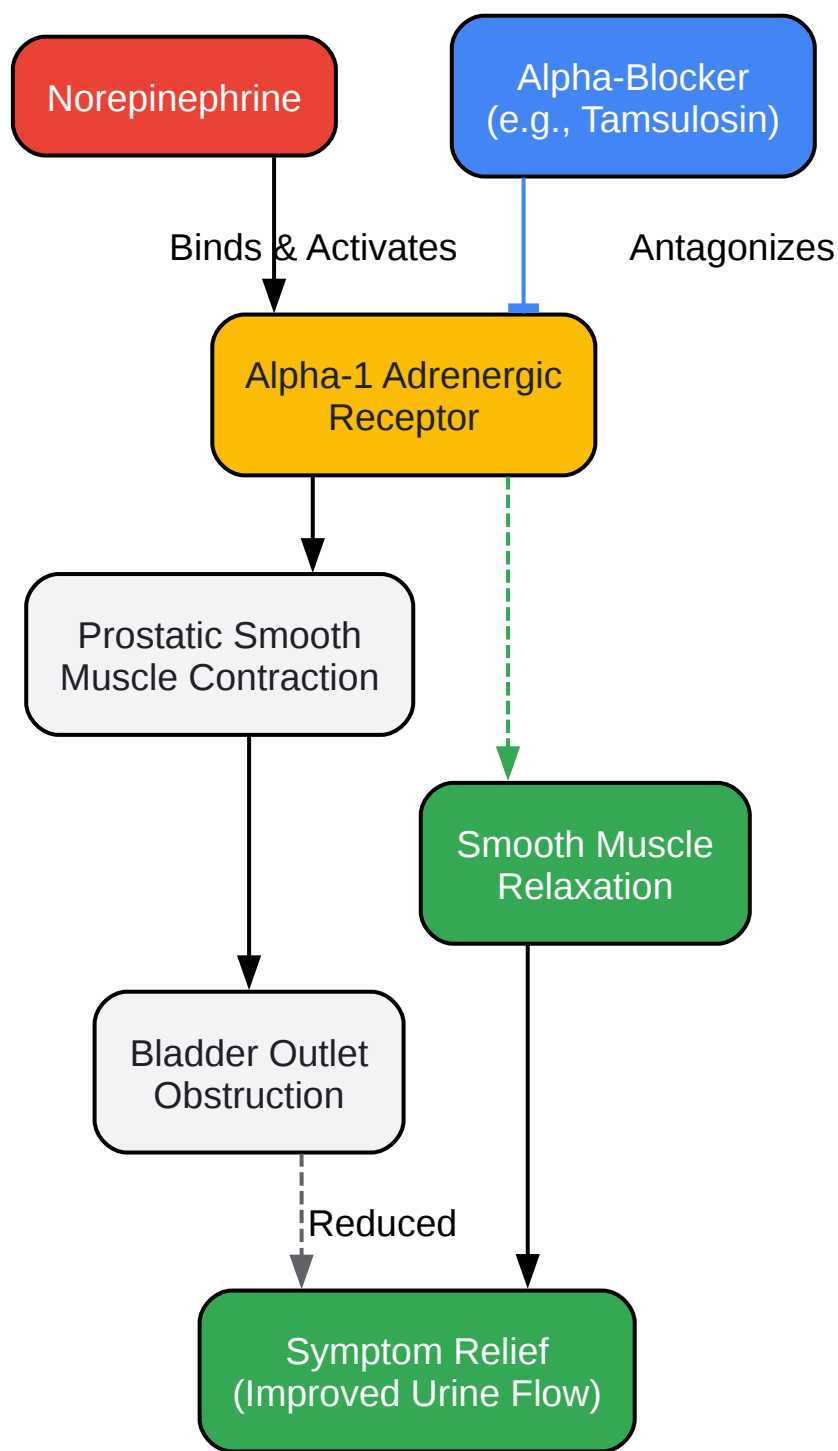 Norepinephrine
Alpha-Blocker
(e.g., Tamsulosin)
Binds & Activates
Antagonizes
Alpha-1 Adrenergic
Receptor
Prostatic Smooth
Muscle Contraction
Smooth Muscle
Relaxation
Bladder Outlet
Obstruction
Reduced
Symptom Relief
(Improved Urine Flow)